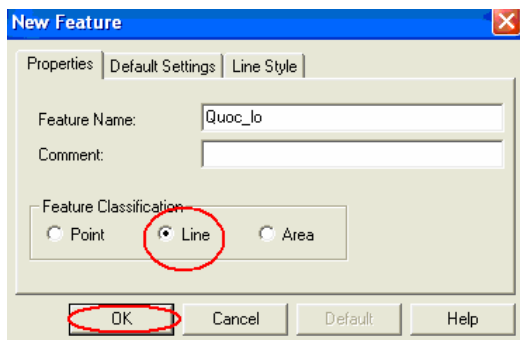 New Feature
Properties Default Settings Line Style
Feature Name: Quoc_lo
Comment:
Feature Classification
Point Line Area
OK Cancel Default Help